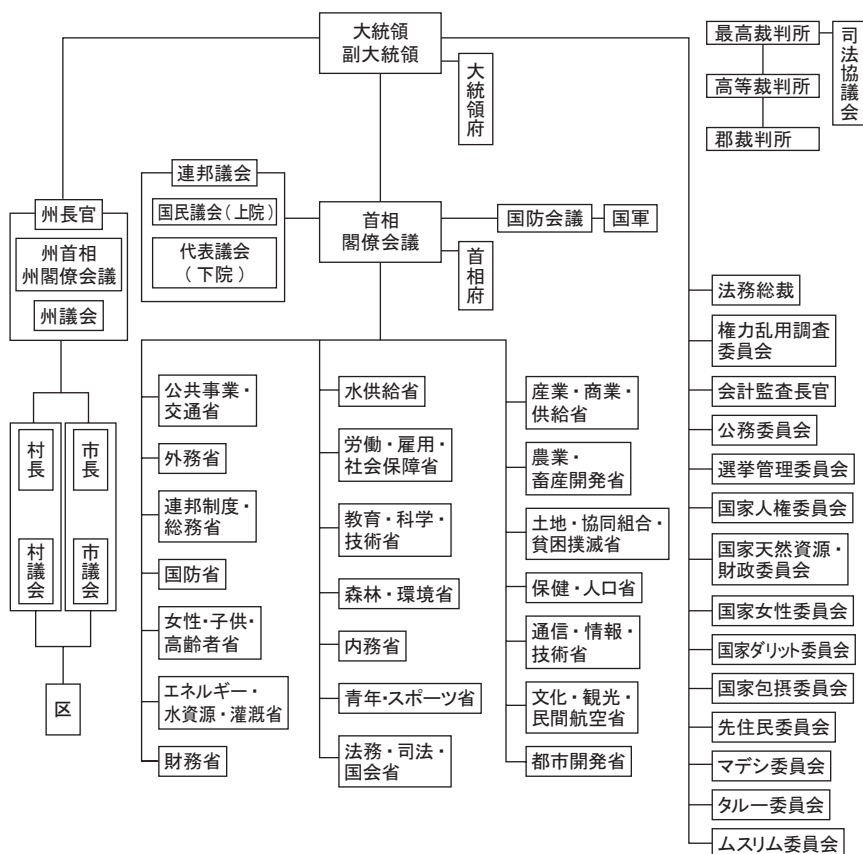 大統領
副大統領
大統領府
最高裁判所
高等裁判所
郡裁判所
司法協議会
連邦議会
国民議会（上院）
代表議会
（下院）
首相
閣僚会議
首相府
国防会議
国軍
州長官
州首相
州閣僚会議
州議会
村長
村議会
市長
市議会
区
公共事業・
交通省
外務省
連邦制度・
総務省
国防省
女性・子供・
高齢者省
エネルギー・
水資源・灌漑省
財務省
水供給省
労働・雇用・
社会保障省
教育・科学・
技術省
森林・環境省
内務省
青年・スポーツ省
法務・司法・
国会省
産業・商業・
供給省
農業・
畜産開発省
土地・協同組合・
貧困撲滅省
保健・人口省
通信・情報・
技術省
文化・観光・
民間航空省
都市開発省
法務総裁
権力乱用調査
委員会
会計監査長官
公務委員会
選挙管理委員会
国家人権委員会
国家天然資源・
財政委員会
国家女性委員会
国家ダリット委員会
国家包摂委員会
先住民委員会
マデシ委員会
タルー委員会
ムスリム委員会